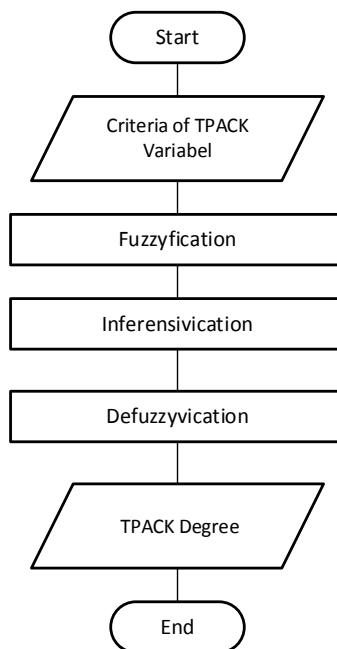 Start
Criteria of TPACK
Variabel
Fuzzyfication
Inferensivication
Defuzzyvication
TPACK Degree
End